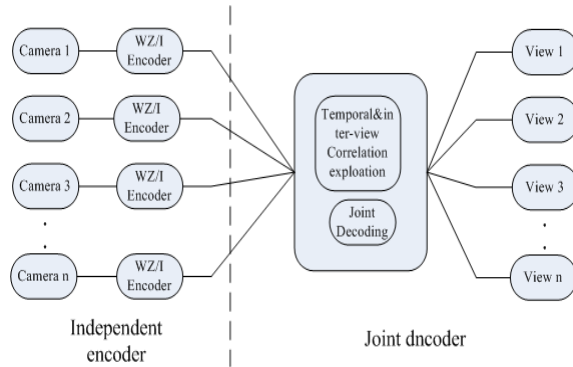 Camera 1
WZ/I
Encoder
View 1
Camera 2
WZ/I
Encoder
Temporal&in
ter-view
Correlation
exploation
View 2
Camera 3
WZ/I
Encoder
Joint
Decoding
View 3
Camera n
WZ/I
Encoder
View n
Independent
encoder
Joint dncoder